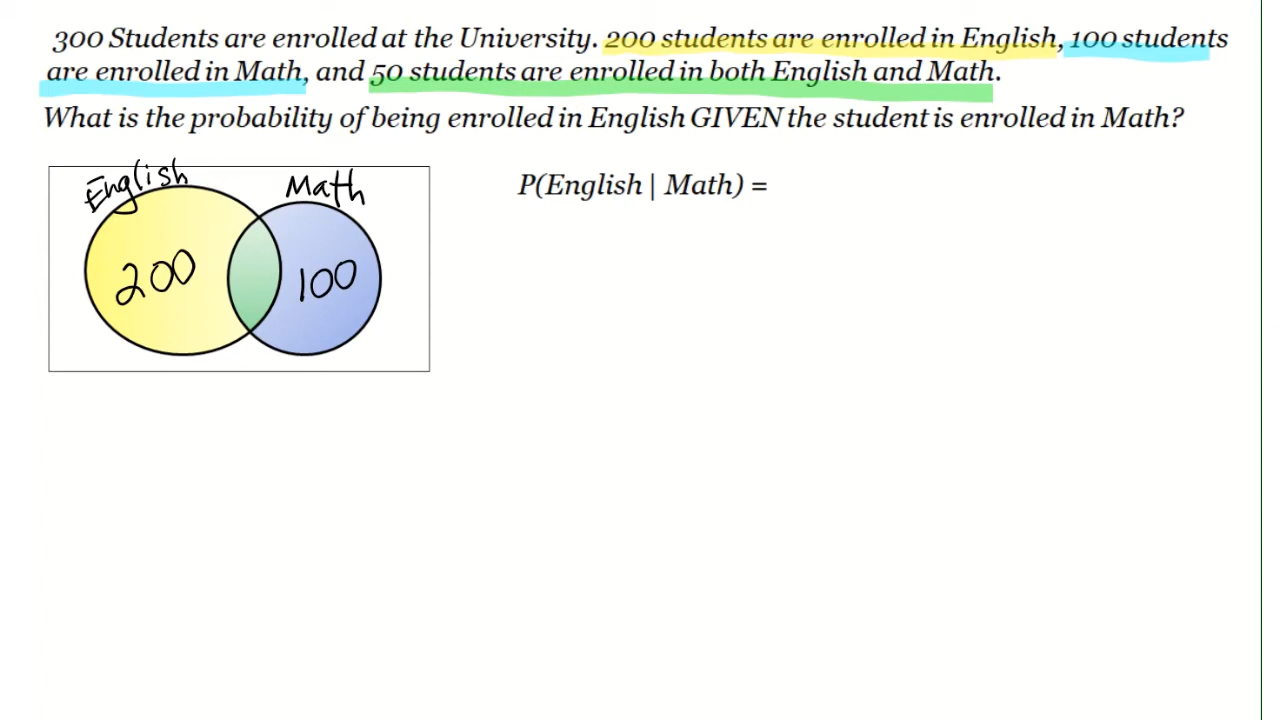 300 Students are enrolled at the University. 200 students are enrolled in English, 100 students
are enrolled in Math, and 50 students are enrolled in both English and Math.
What is the probability of being enrolled in English GIVEN the student is enrolled in Math?
English
Math
P(English | Math) =
200
100